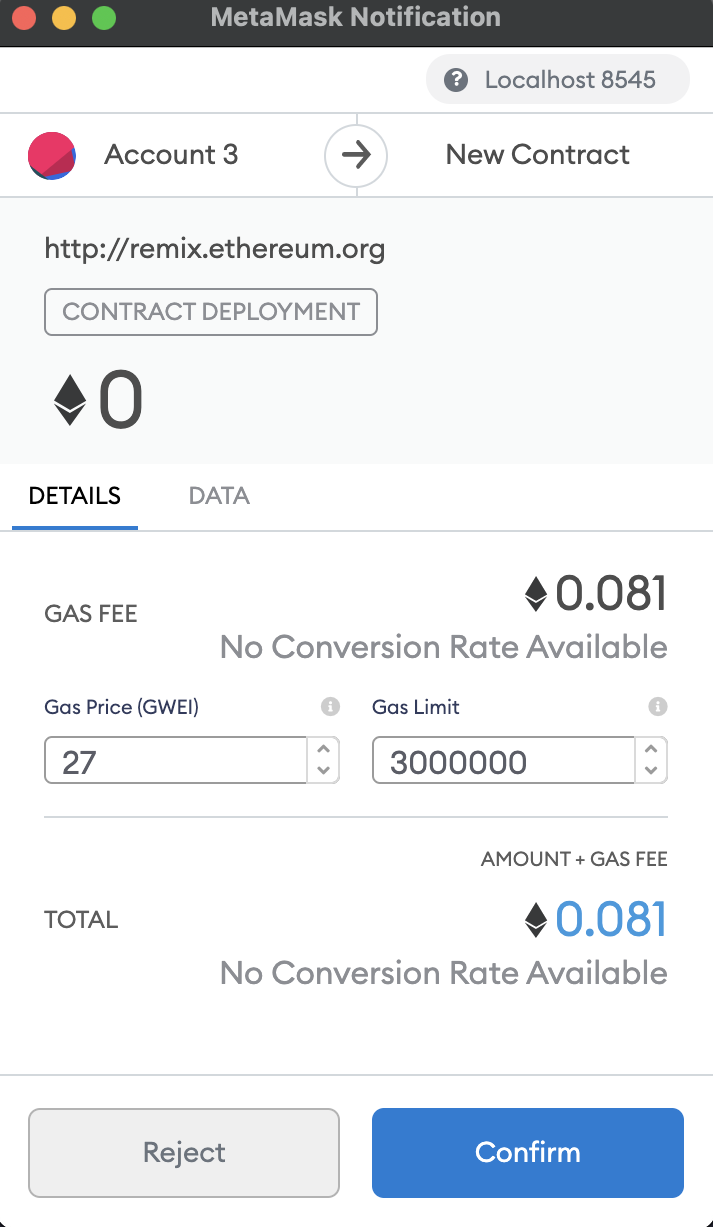 MetaMask Notification
? Localhost 8545
Account 3 → New Contract
http://remix.ethereum.org
CONTRACT DEPLOYMENT
0
DETAILS DATA
0.081
GAS FEE
No Conversion Rate Available
Gas Price (GWEI) i Gas Limit i
27 3000000
AMOUNT + GAS FEE
TOTAL 0.081
No Conversion Rate Available
Reject Confirm